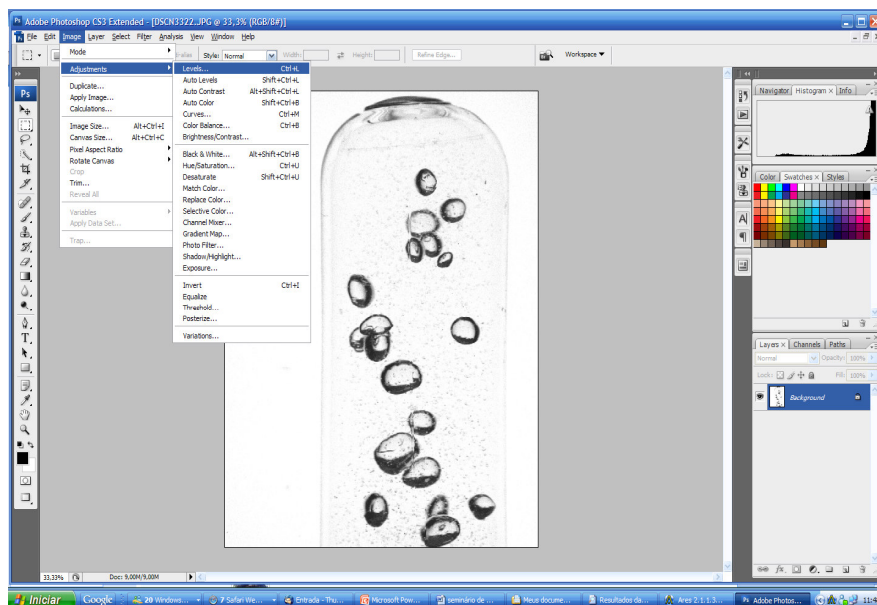 Adobe Photoshop CS3 Extended - [DSCN3322.JPG @ 33,3% (RGB/8#)]
File Edit Image Layer Select Filter Analysis View Window Help
Style: Normal Width: Height: Refine Edge... Workspace
Mode
Adjustments
Duplicate...
Apply Image...
Calculations...
Image Size... Alt+Ctrl+I
Canvas Size... Alt+Ctrl+C
Pixel Aspect Ratio
Rotate Canvas
Crop
Trim...
Reveal All
Variables
Apply Data Set...
Trap...
Levels... Ctrl+L
Auto Levels Shift+Ctrl+L
Auto Contrast Alt+Shift+Ctrl+L
Auto Color Shift+Ctrl+B
Curves... Ctrl+M
Color Balance... Ctrl+B
Brightness/Contrast...
Black & White... Alt+Shift+Ctrl+B
Hue/Saturation... Ctrl+U
Desaturate Shift+Ctrl+U
Match Color...
Replace Color...
Selective Color...
Channel Mixer...
Gradient Map...
Photo Filter...
Shadow/Highlight...
Exposure...
Invert Ctrl+I
Equalize
Threshold...
Posterize...
Variations...
Ps
Navigator Histogram x Info
Color Swatches x Styles
Layers x Channels Paths
Normal Opacity: 100%
Lock: Fill: 100%
Background
33,33% Doc: 9,00M/9,00M
Iniciar Google 20 Windows... 7 Safari We... Entrada - Thu... Microsoft Pow... seminário de ... Meus docume... Resultados da... Ares 2.1.1.3... Adobe Photos... 11:4